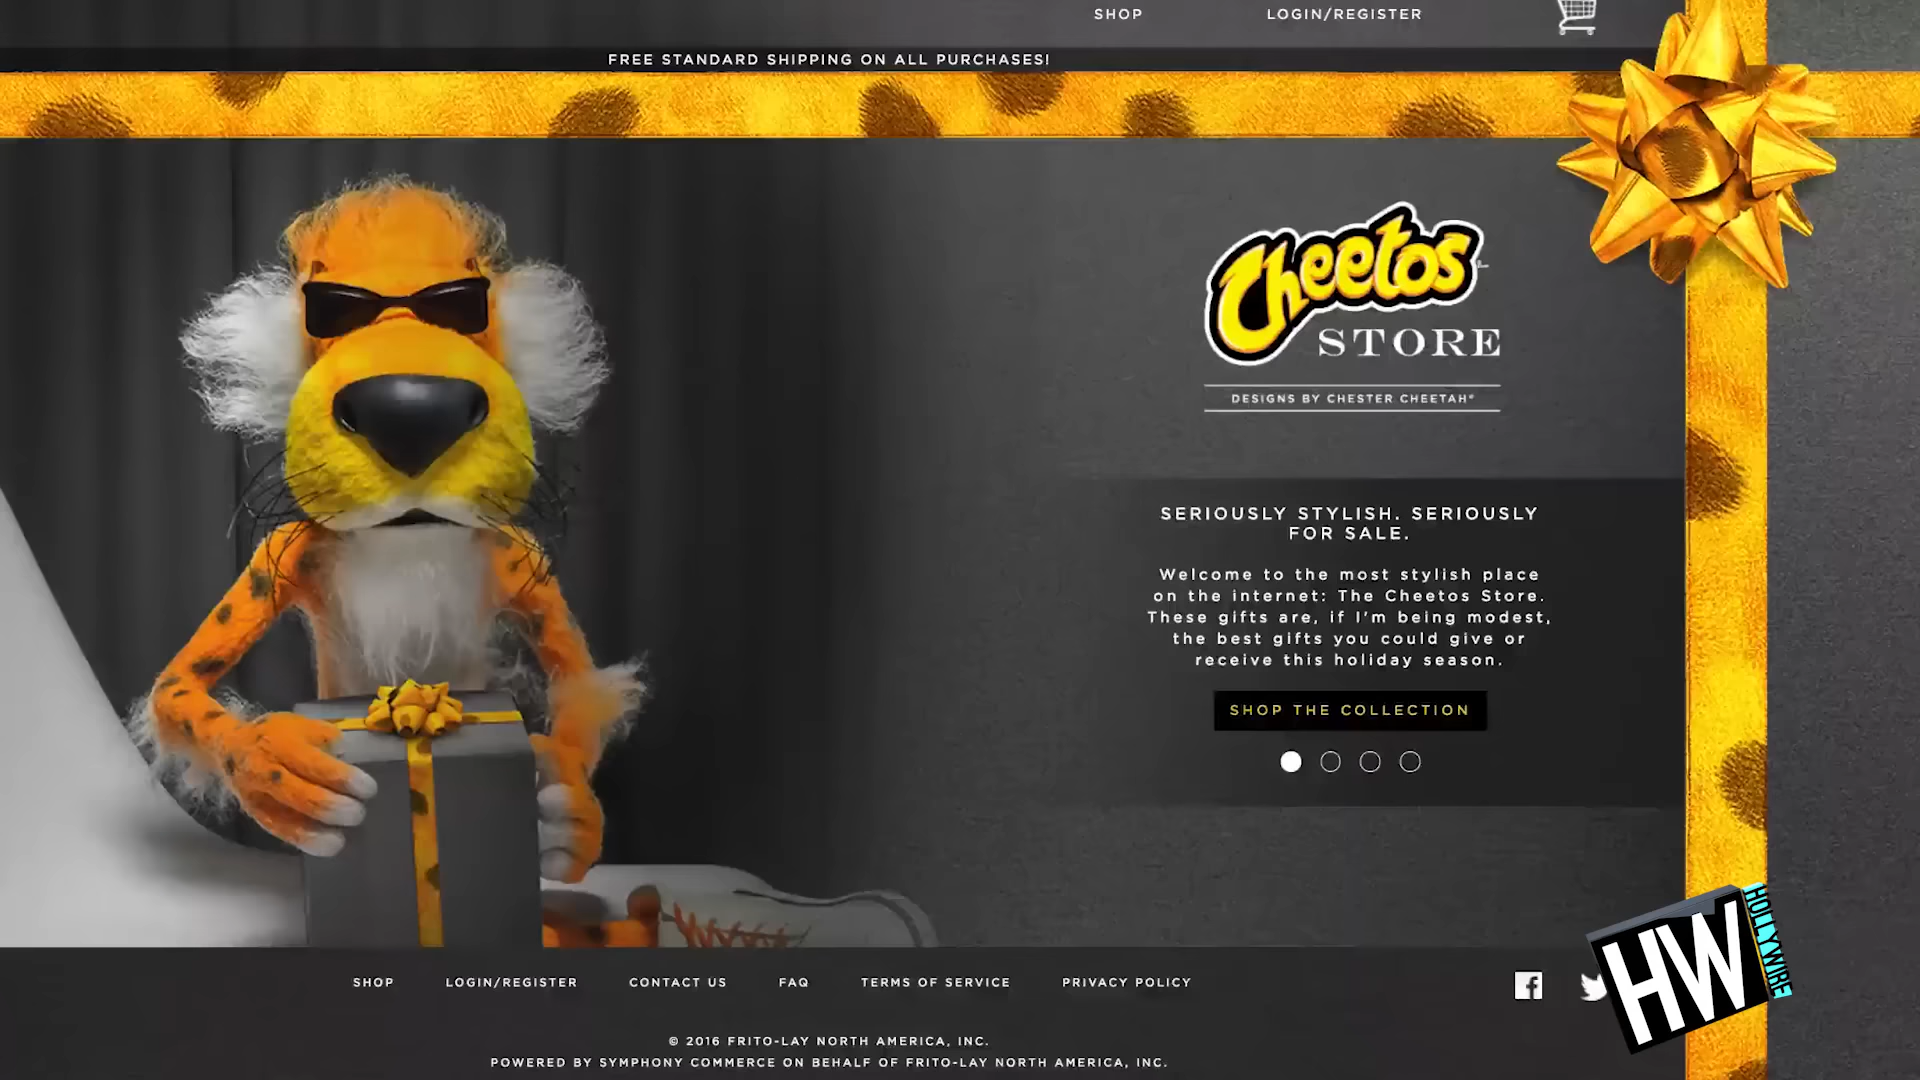 SHOP
LOGIN/REGISTER
FREE STANDARD SHIPPING ON ALL PURCHASES!
Cheetos
STORE
DESIGNS BY CHESTER CHEETAH®
SERIOUSLY STYLISH. SERIOUSLY
FOR SALE.
Welcome to the most stylish place
on the internet: The Cheetos Store.
These gifts are, if I'm being modest,
the best gifts you could give or
receive this holiday season.
SHOP THE COLLECTION
SHOP
LOGIN/REGISTER
CONTACT US
FAQ
TERMS OF SERVICE
PRIVACY POLICY
HW
HOLLYWIRE
© 2016 FRITO-LAY NORTH AMERICA, INC.
POWERED BY SYMPHONY COMMERCE ON BEHALF OF FRITO-LAY NORTH AMERICA, INC.